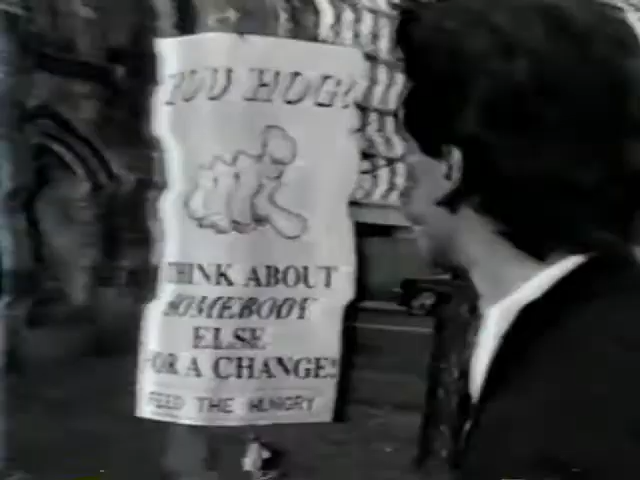 YOU HOG!
THINK ABOUT
SOMEBODY
ELSE
FOR A CHANGE!
FEED THE HUNGRY